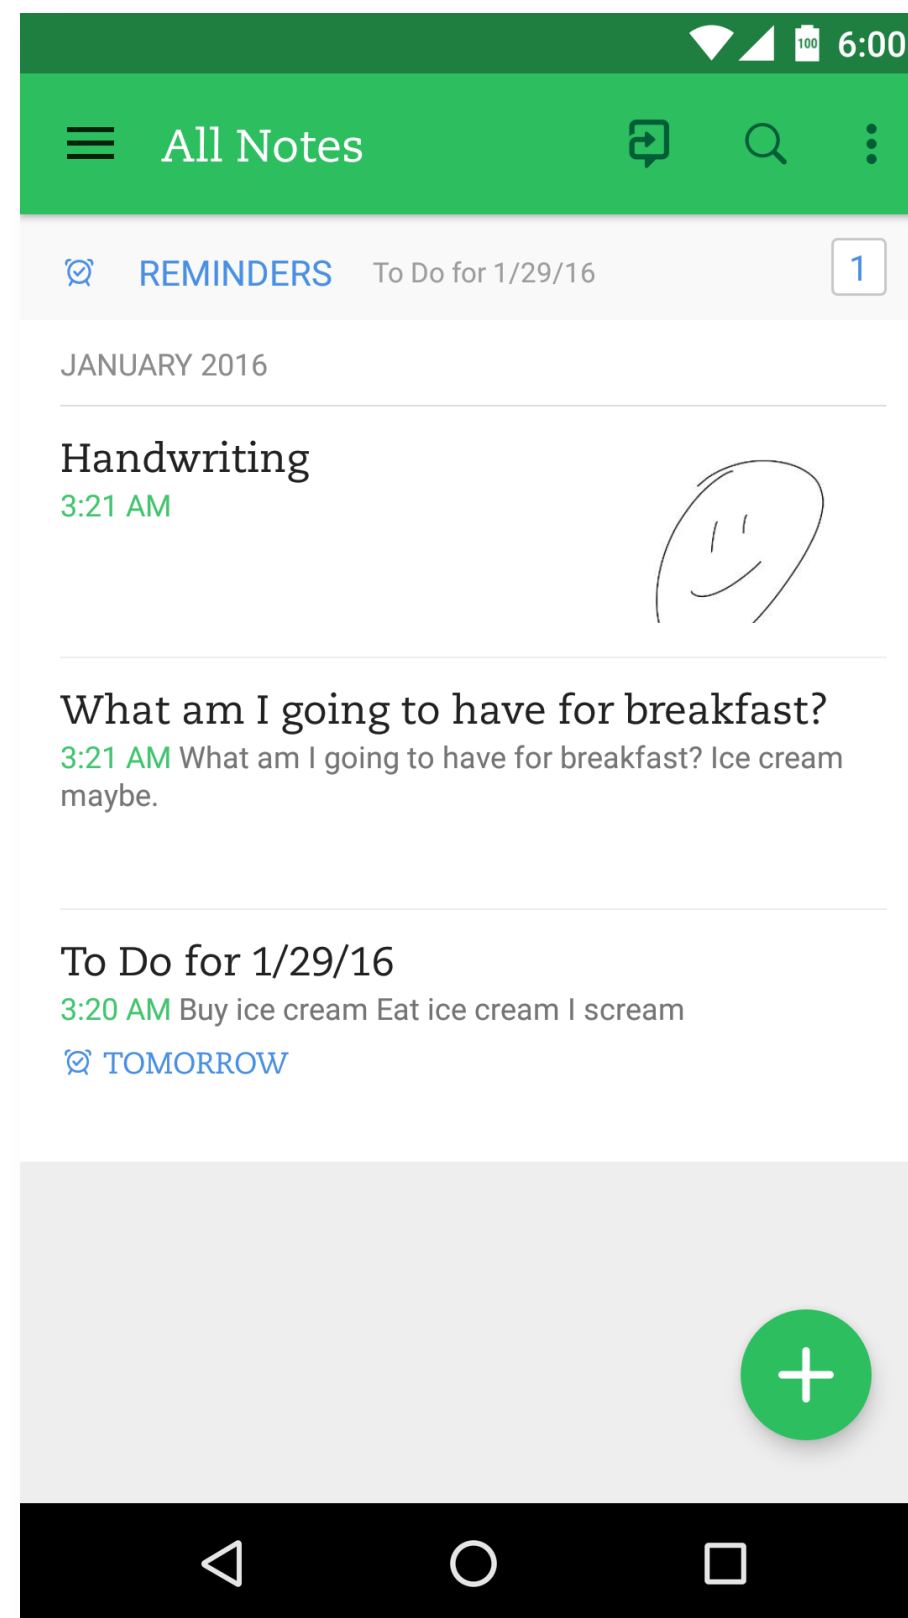 100 6:00
All Notes
REMINDERS To Do for 1/29/16 1
JANUARY 2016
Handwriting
3:21 AM
What am I going to have for breakfast?
3:21 AM What am I going to have for breakfast? Ice cream
maybe.
To Do for 1/29/16
3:20 AM Buy ice cream Eat ice cream I scream
TOMORROW